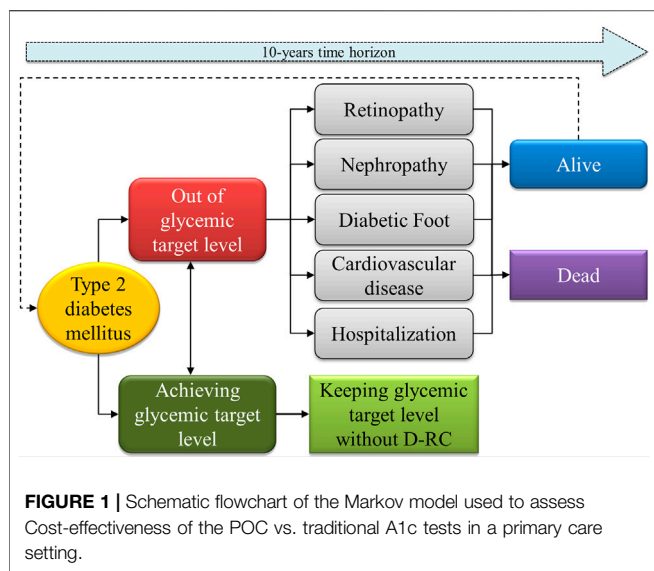 10-years time horizon
Retinopathy
Nephropathy
Alive
Out of
glycemic
target level
Diabetic Foot
Cardiovascular
disease
Dead
Type 2
diabetes
mellitus
Hospitalization
Achieving
glycemic target
level
Keeping glycemic
target level
without D-RC
FIGURE 1 | Schematic flowchart of the Markov model used to assess
Cost-effectiveness of the POC vs. traditional A1c tests in a primary care
setting.